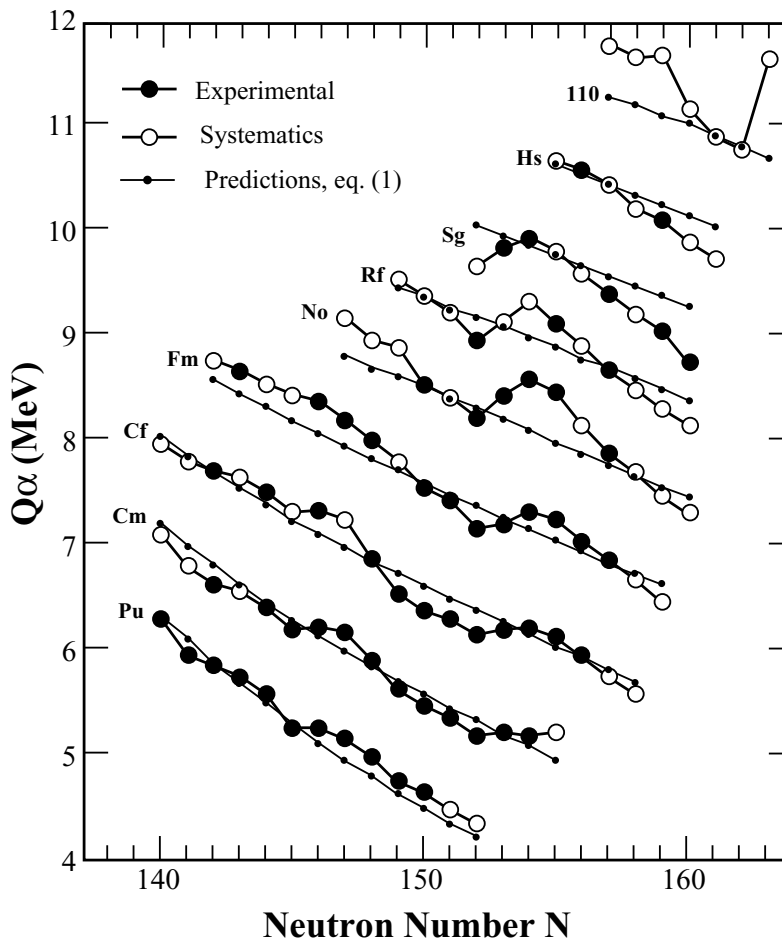 12
11
10
9
8
7
6
5
4
Qα (MeV)
Experimental
Systematics
Predictions, eq. (1)
110
Hs
Sg
Rf
No
Fm
Cf
Cm
Pu
140
150
160
Neutron Number N